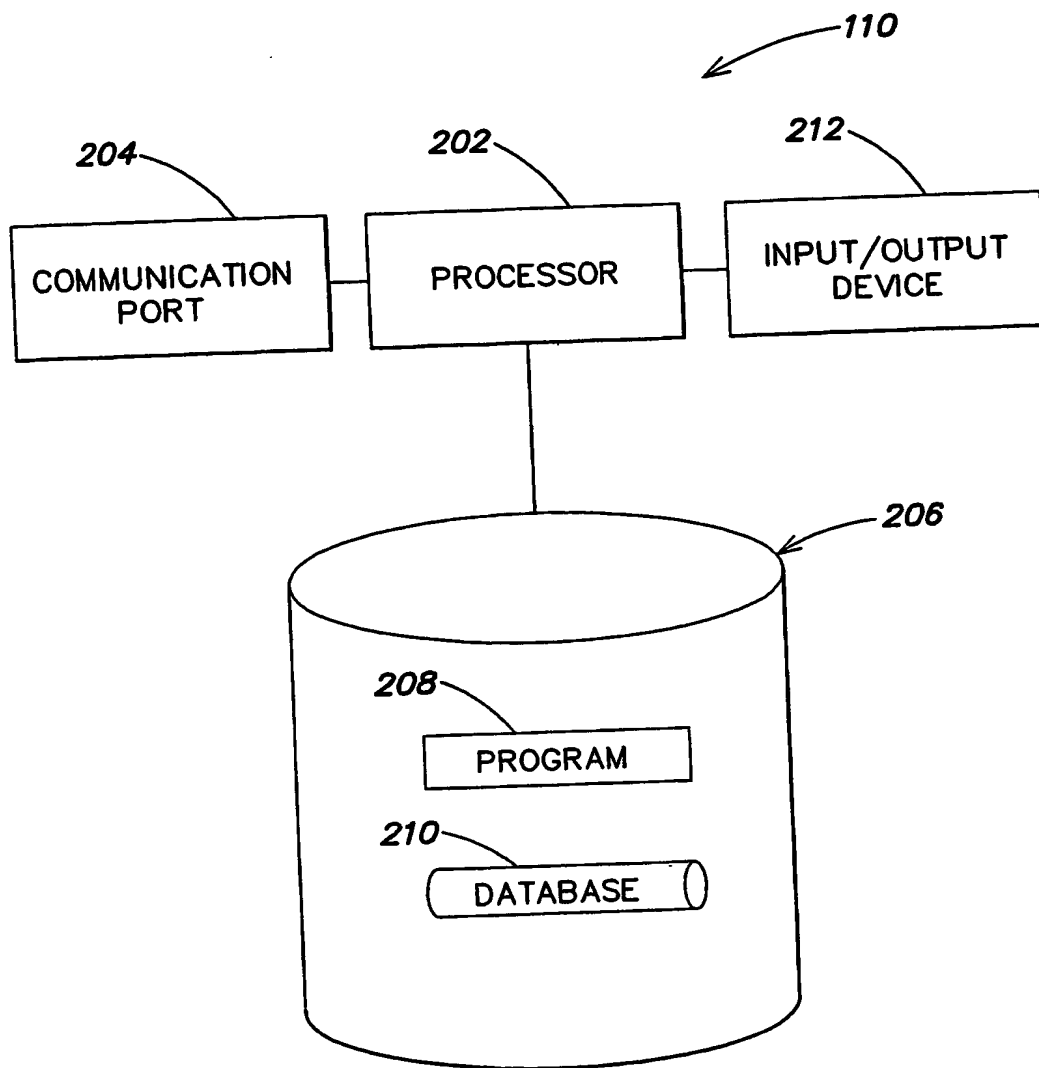 110
204
202
212
COMMUNICATION
PORT
PROCESSOR
INPUT/OUTPUT
DEVICE
206
208
PROGRAM
210
DATABASE